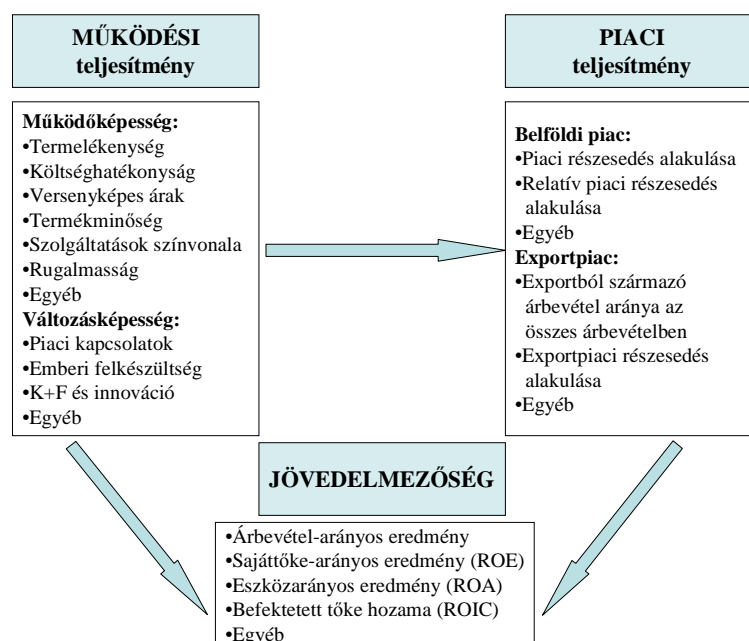 MŰKÖDÉSI
teljesítmény
Működőképesség:
•Termelékenység
•Költséghatékonyság
•Versenyképes árak
•Termékminőség
•Szolgáltatások színvonala
•Rugalmasság
•Egyéb
Változásképesség:
•Piaci kapcsolatok
•Emberi felkészültség
•K+F és innováció
•Egyéb
PIACI
teljesítmény
Belföldi piac:
•Piaci részesedés alakulása
•Relatív piaci részesedés
alakulása
•Egyéb
Exportpiac:
•Exportból származó
árbevétel aránya az
összes árbevételben
•Exportpiaci részesedés
alakulása
•Egyéb
JÖVEDELMEZŐSÉG
•Árbevétel-arányos eredmény
•Sajáttőke-arányos eredmény (ROE)
•Eszközarányos eredmény (ROA)
•Befektetett tőke hozama (ROIC)
•Egyéb